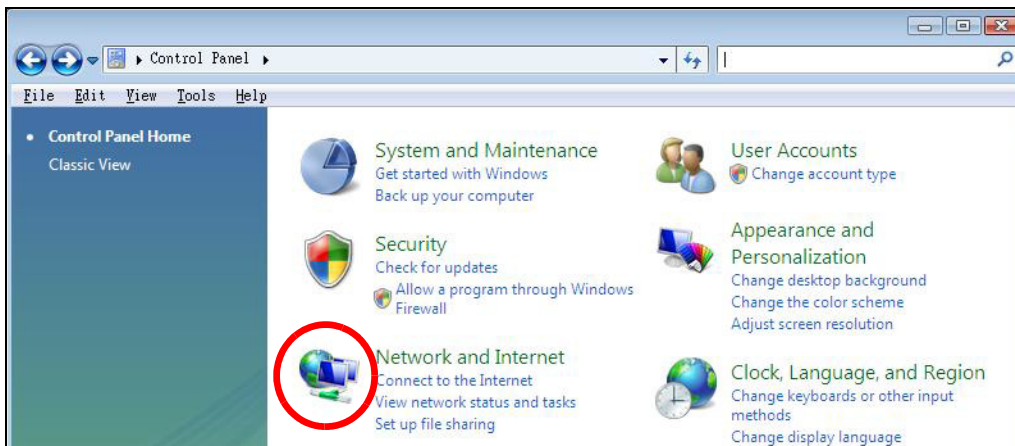 Control Panel
File Edit View Tools Help
Control Panel Home
Classic View
System and Maintenance
Get started with Windows
Back up your computer
Security
Check for updates
Allow a program through Windows
Firewall
Network and Internet
Connect to the Internet
View network status and tasks
Set up file sharing
User Accounts
Change account type
Appearance and
Personalization
Change desktop background
Change the color scheme
Adjust screen resolution
Clock, Language, and Region
Change keyboards or other input
methods
Change display language